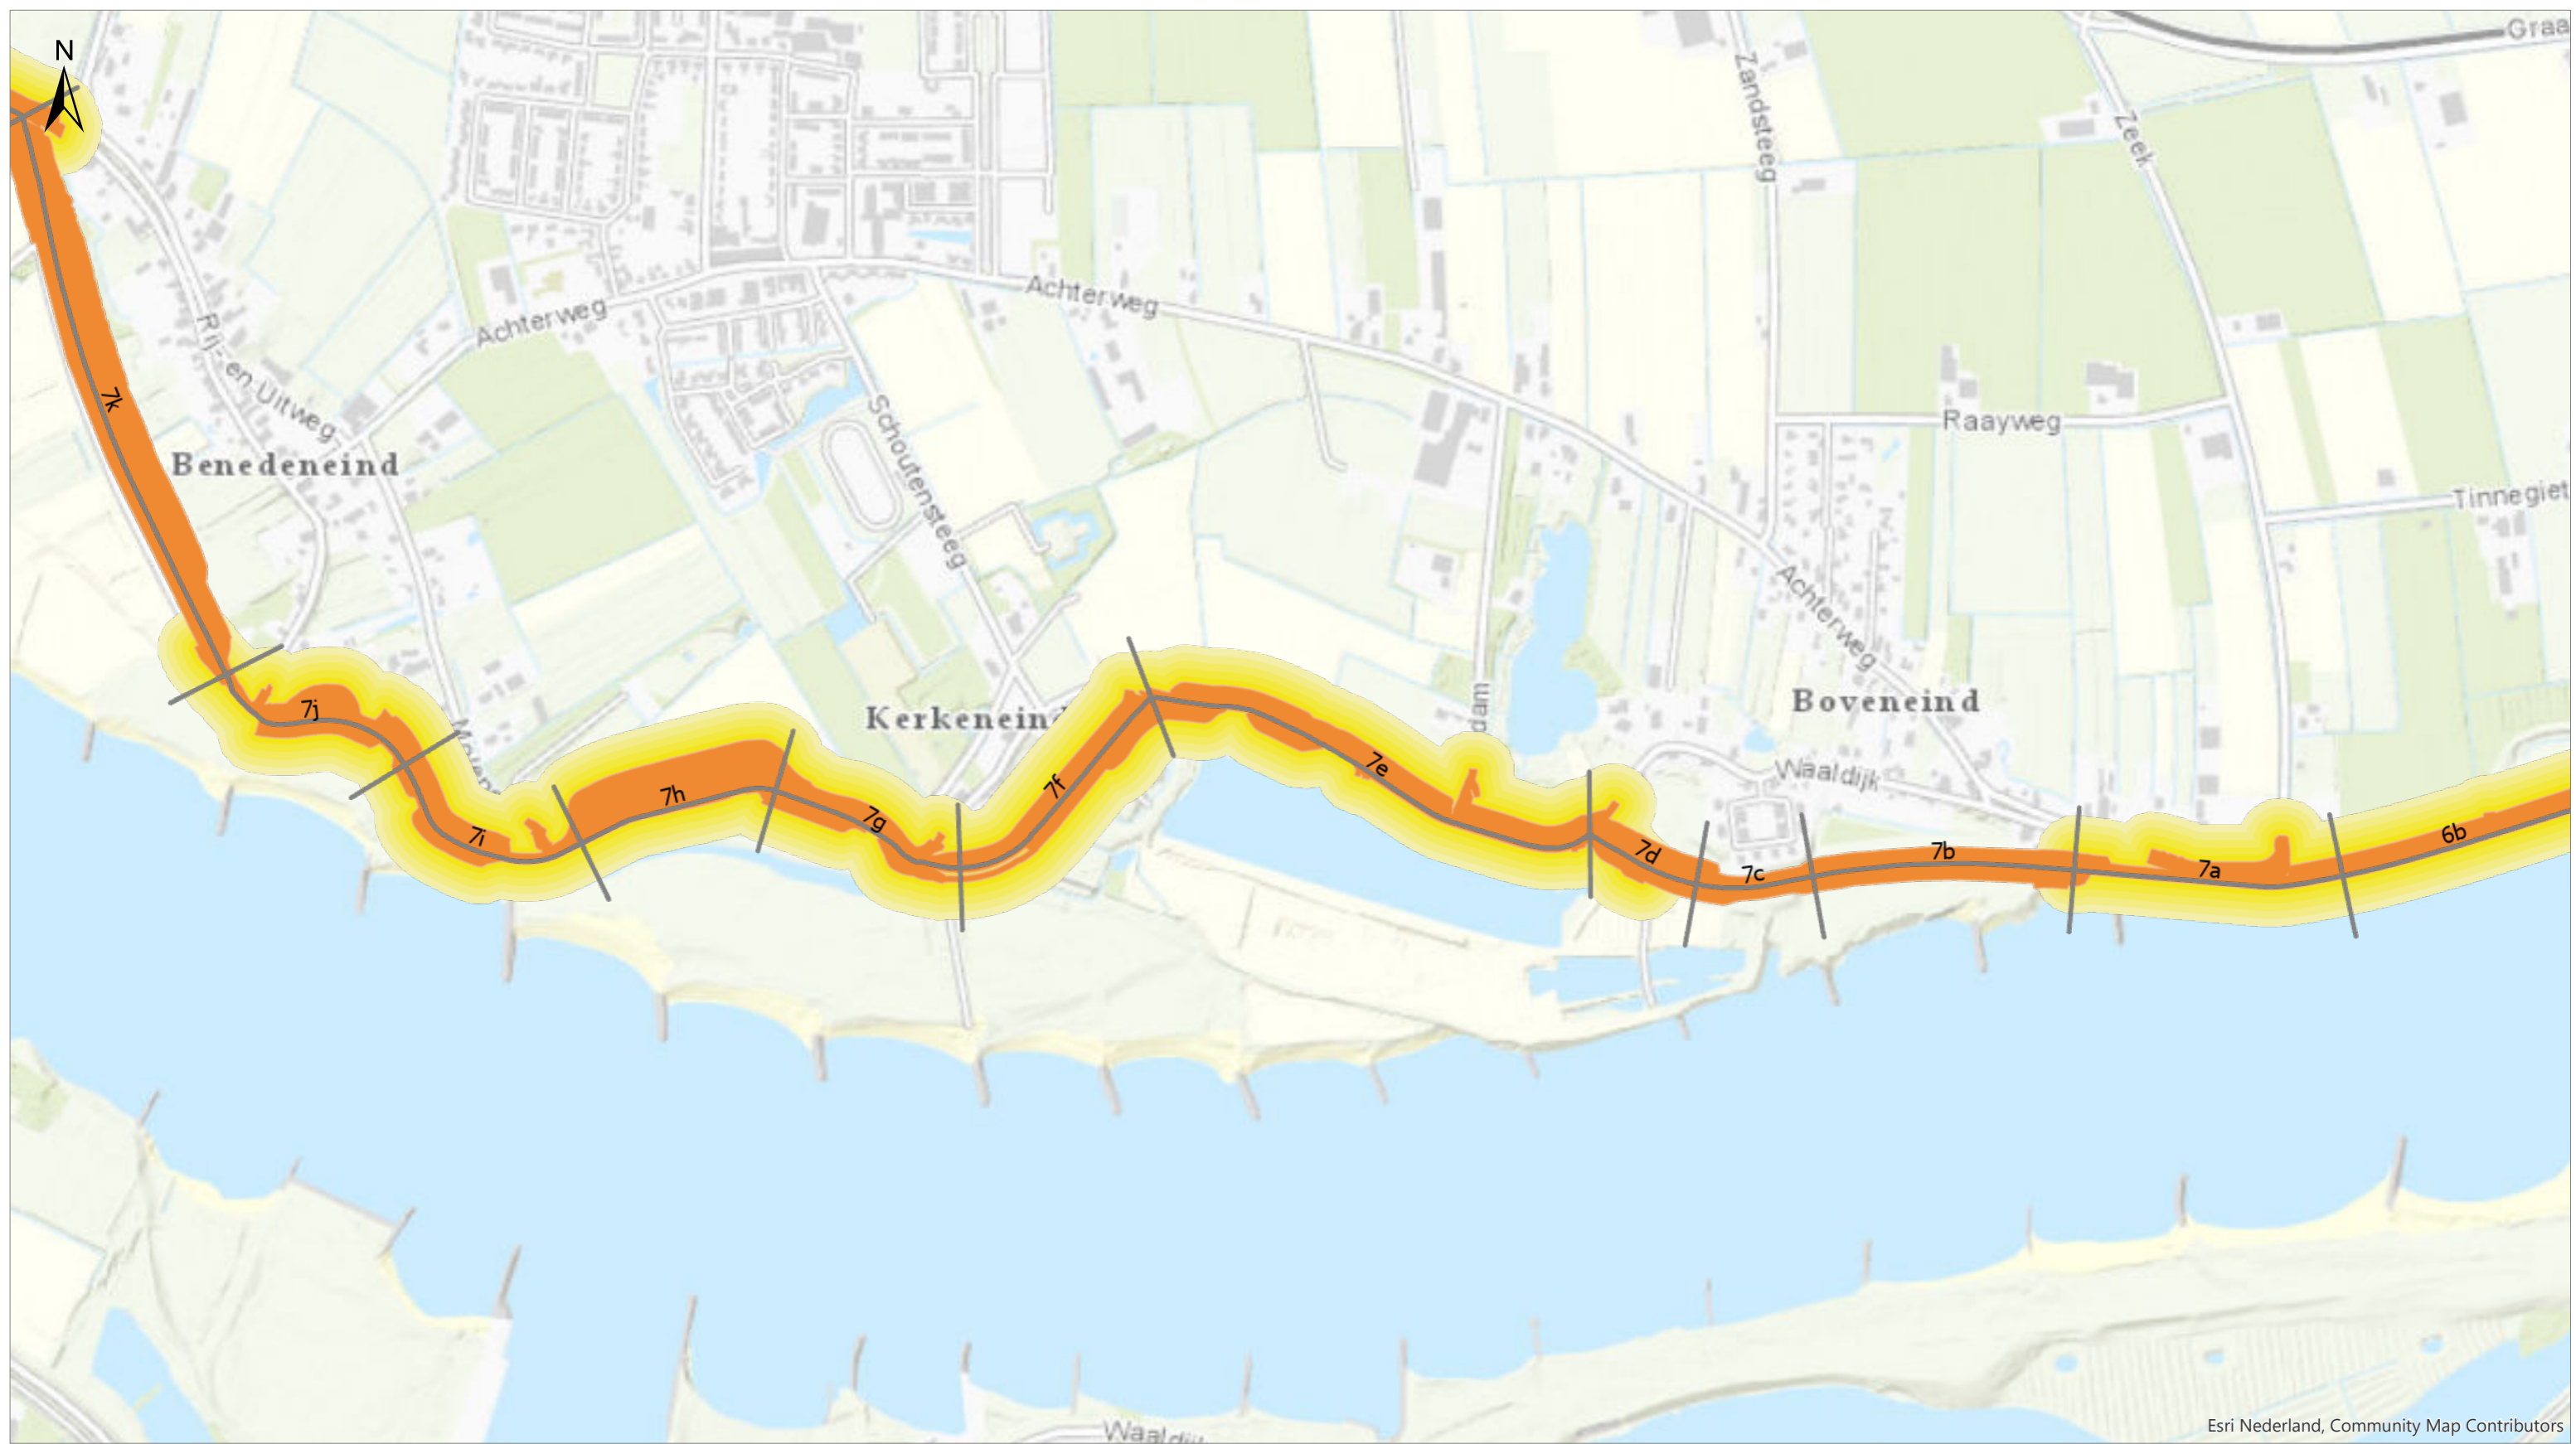 N
Graa
Zandsteeg
Zeek
Achterweg
Achterweg
Rij- en Uitweg
7k
Schoutensteeg
Raayweg
Benedeneind
Tinnegiet
Achterweg
Kerkeneind
dam
Boveneind
7j
Waaldijk
7e
7f
7h
7g
7i
7d
7c
7b
7a
6b
Esri Nederland, Community Map Contributors